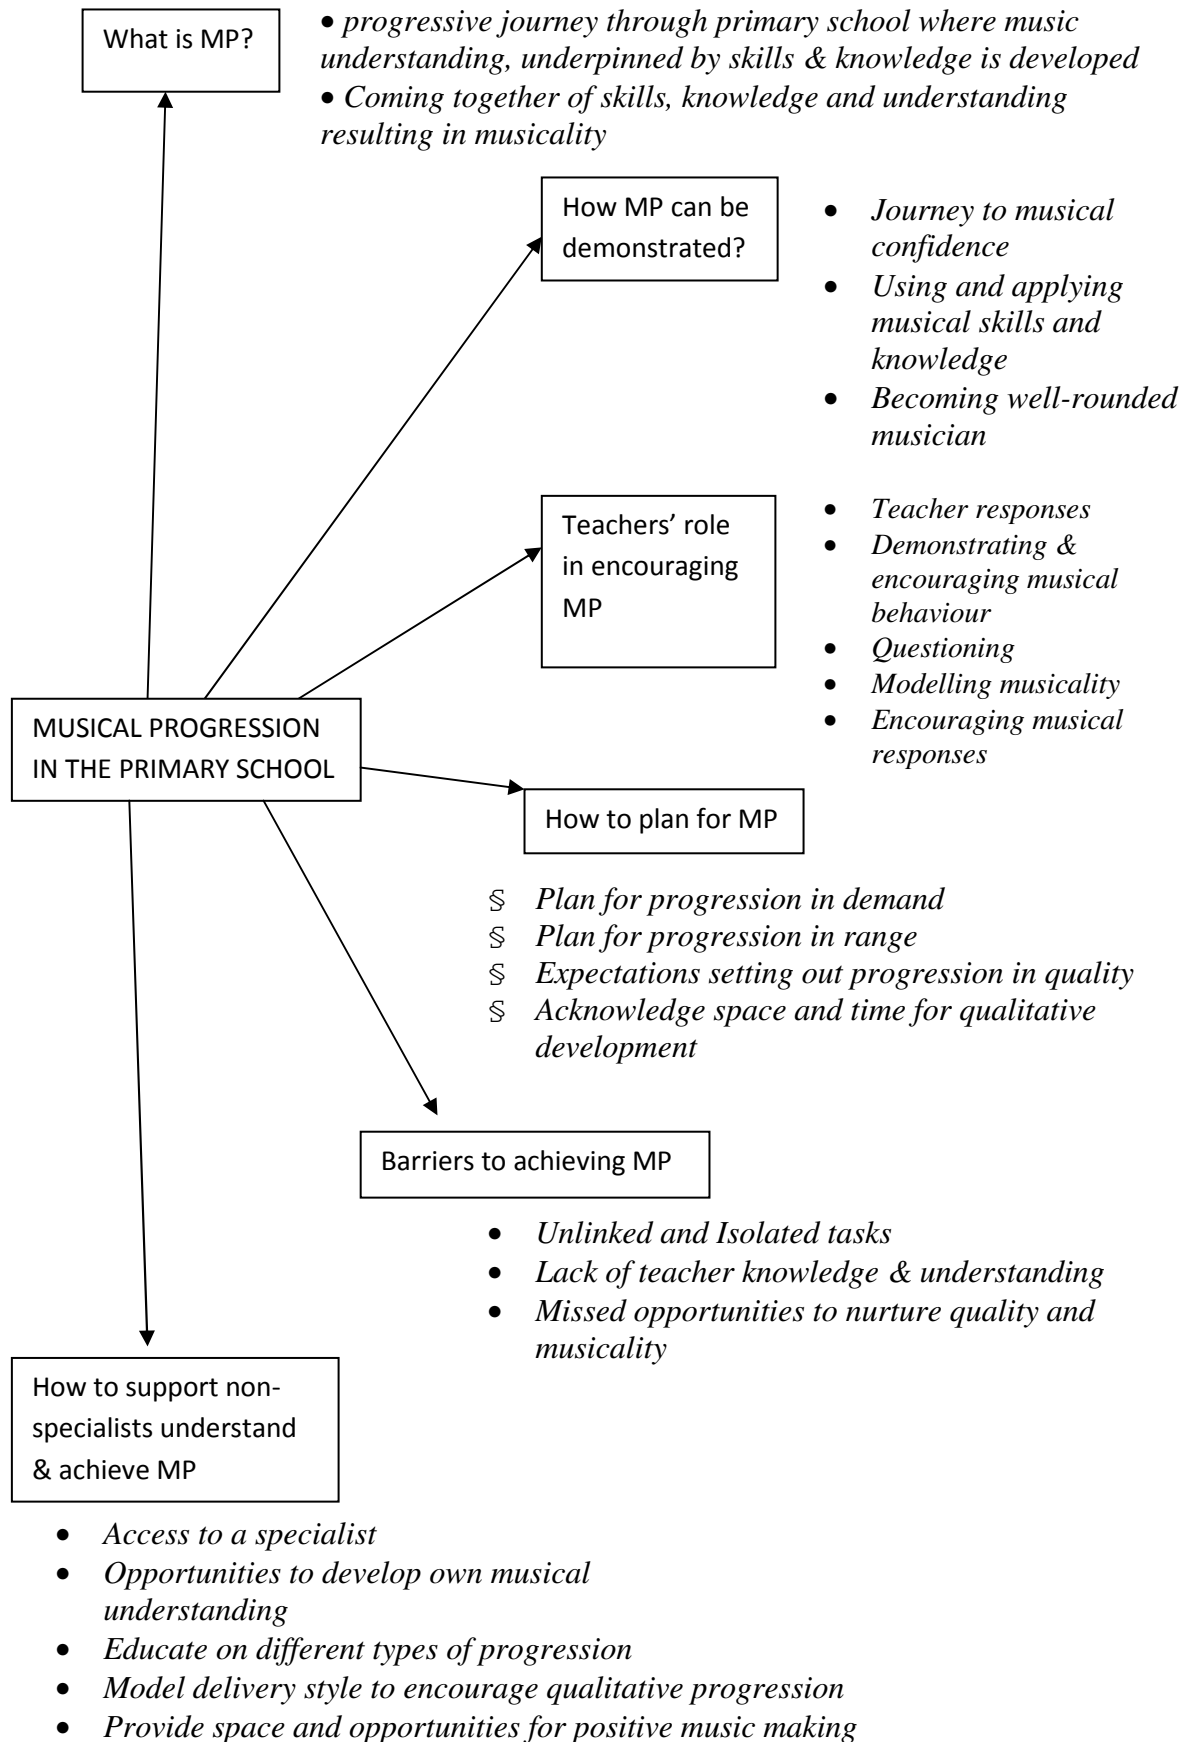 What is MP?
• progressive journey through primary school where music
understanding, underpinned by skills & knowledge is developed
• Coming together of skills, knowledge and understanding
resulting in musicality
How MP can be
demonstrated?
• Journey to musical
confidence
• Using and applying
musical skills and
knowledge
• Becoming well-rounded
musician
Teachers’ role
in encouraging
MP
• Teacher responses
• Demonstrating &
encouraging musical
behaviour
• Questioning
• Modelling musicality
• Encouraging musical
responses
MUSICAL PROGRESSION
IN THE PRIMARY SCHOOL
How to plan for MP
§ Plan for progression in demand
§ Plan for progression in range
§ Expectations setting out progression in quality
§ Acknowledge space and time for qualitative
development
Barriers to achieving MP
• Unlinked and Isolated tasks
• Lack of teacher knowledge & understanding
• Missed opportunities to nurture quality and
musicality
How to support non-
specialists understand
& achieve MP
• Access to a specialist
• Opportunities to develop own musical
understanding
• Educate on different types of progression
• Model delivery style to encourage qualitative progression
• Provide space and opportunities for positive music making